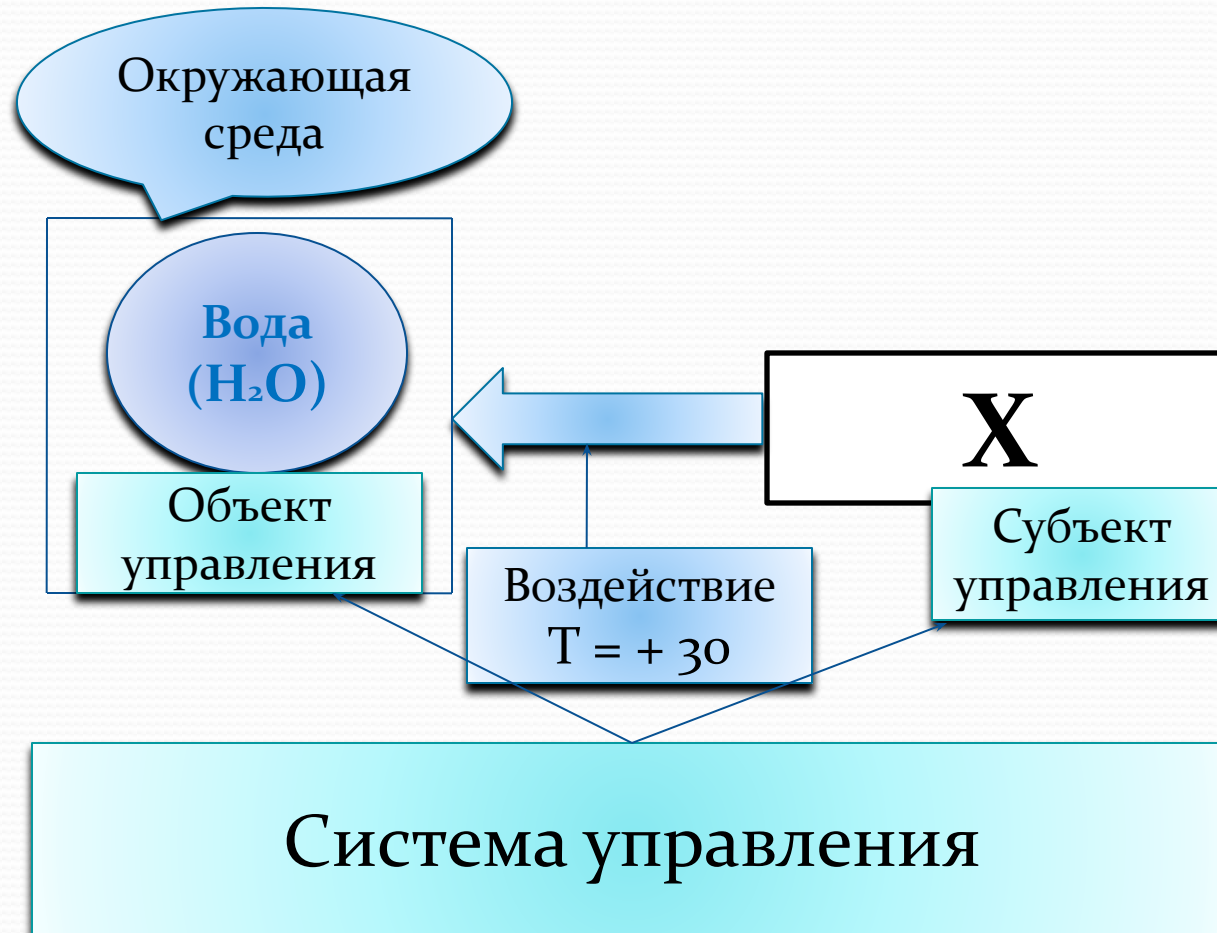 Окружающая
среда
Вода
(H₂O)
X
Объект
управления
Субъект
управления
Воздействие
T = + 30
Система управления